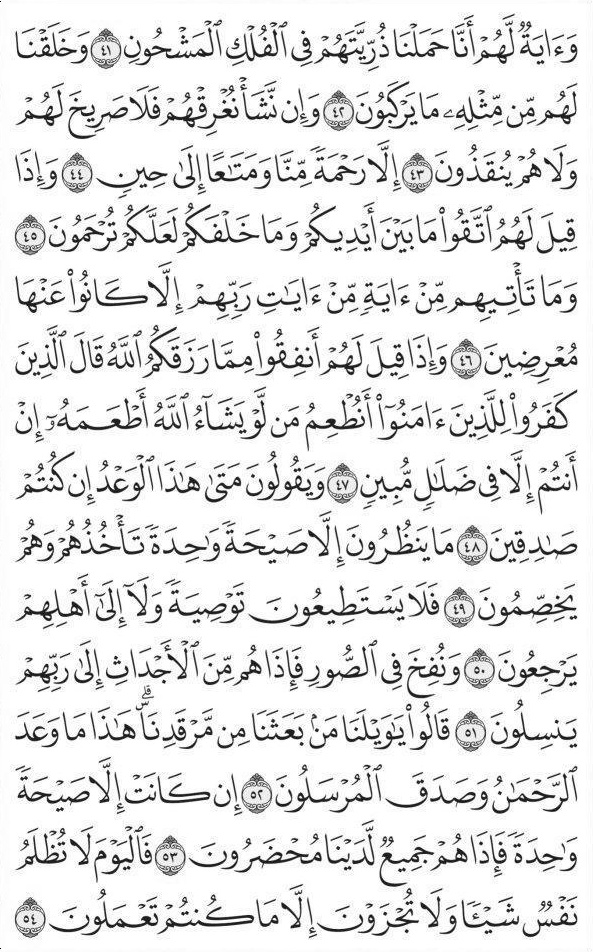 وَءَايَةٌ لَّهُمْ أَنَّا حَمَلْنَا ذُرِّيَّتَهُمْ فِي ٱلْفُلْكِ ٱلْمَشْحُونِ ٤١ وَخَلَقْنَا
لَهُم مِّن مِّثْلِهِۦ مَا يَرْكَبُونَ ٤٢ وَإِن نَّشَأْ نُغْرِقْهُمْ فَلَا صَرِيخَ لَهُمْ
وَلَا هُمْ يُنقَذُونَ ٤٣ إِلَّا رَحْمَةً مِّنَّا وَمَتَٰعًا إِلَىٰ حِينٍ ٤٤ وَإِذَا
قِيلَ لَهُمُ ٱتَّقُوا۟ مَا بَيْنَ أَيْدِيكُمْ وَمَا خَلْفَكُمْ لَعَلَّكُمْ تُرْحَمُونَ ٤٥
وَمَا تَأْتِيهِم مِّنْ ءَايَةٍ مِّنْ ءَايَٰتِ رَبِّهِمْ إِلَّا كَانُوا۟ عَنْهَا
مُعْرِضِينَ ٤٦ وَإِذَا قِيلَ لَهُمْ أَنفِقُوا۟ مِمَّا رَزَقَكُمُ ٱللَّهُ قَالَ ٱلَّذِينَ
كَفَرُوا۟ لِلَّذِينَ ءَامَنُوٓا۟ أَنُطْعِمُ مَن لَّوْ يَشَآءُ ٱللَّهُ أَطْعَمَهُۥٓ إِنْ
أَنتُمْ إِلَّا فِي ضَلَٰلٍ مُّبِينٍ ٤٧ وَيَقُولُونَ مَتَىٰ هَٰذَا ٱلْوَعْدُ إِن كُنتُمْ
صَٰدِقِينَ ٤٨ مَا يَنظُرُونَ إِلَّا صَيْحَةً وَٰحِدَةً تَأْخُذُهُمْ وَهُمْ
يَخِصِّمُونَ ٤٩ فَلَا يَسْتَطِيعُونَ تَوْصِيَةً وَلَآ إِلَىٰٓ أَهْلِهِمْ
يَرْجِعُونَ ٥٠ وَنُفِخَ فِي ٱلصُّورِ فَإِذَا هُم مِّنَ ٱلْأَجْدَاثِ إِلَىٰ رَبِّهِمْ
يَنسِلُونَ ٥١ قَالُوا۟ يَٰوَيْلَنَا مَنۢ بَعَثَنَا مِن مَّرْقَدِنَا ۗ هَٰذَا مَا وَعَدَ
ٱلرَّحْمَٰنُ وَصَدَقَ ٱلْمُرْسَلُونَ ٥٢ إِن كَانَتْ إِلَّا صَيْحَةً
وَٰحِدَةً فَإِذَا هُمْ جَمِيعٌ لَّدَيْنَا مُحْضَرُونَ ٥٣ فَٱلْيَوْمَ لَا تُظْلَمُ
نَفْسٌ شَيْـًٔا وَلَا تُجْزَوْنَ إِلَّا مَا كُنتُمْ تَعْمَلُونَ ٥٤